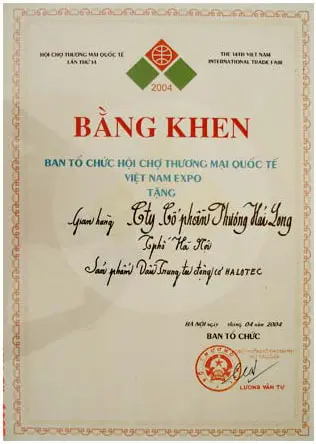 HỘI CHỢ THƯƠNG MẠI QUỐC TẾ
LẦN THỨ 14
THE 14TH VIET NAM
INTERNATIONAL TRADE FAIR
2004
BẰNG KHEN
BAN TỔ CHỨC HỘI CHỢ THƯƠNG MẠI QUỐC TẾ
VIỆT NAM EXPO
TẶNG
Gian hàng Cty Cổ phần Thương Hải Long
T.phố Hà Nội
Sản phẩm Dầu Trung tu động cơ HALOTEC
HÀ NỘI NGÀY THÁNG 04 NĂM 2004
BAN TỔ CHỨC
LƯƠNG VĂN TỰ